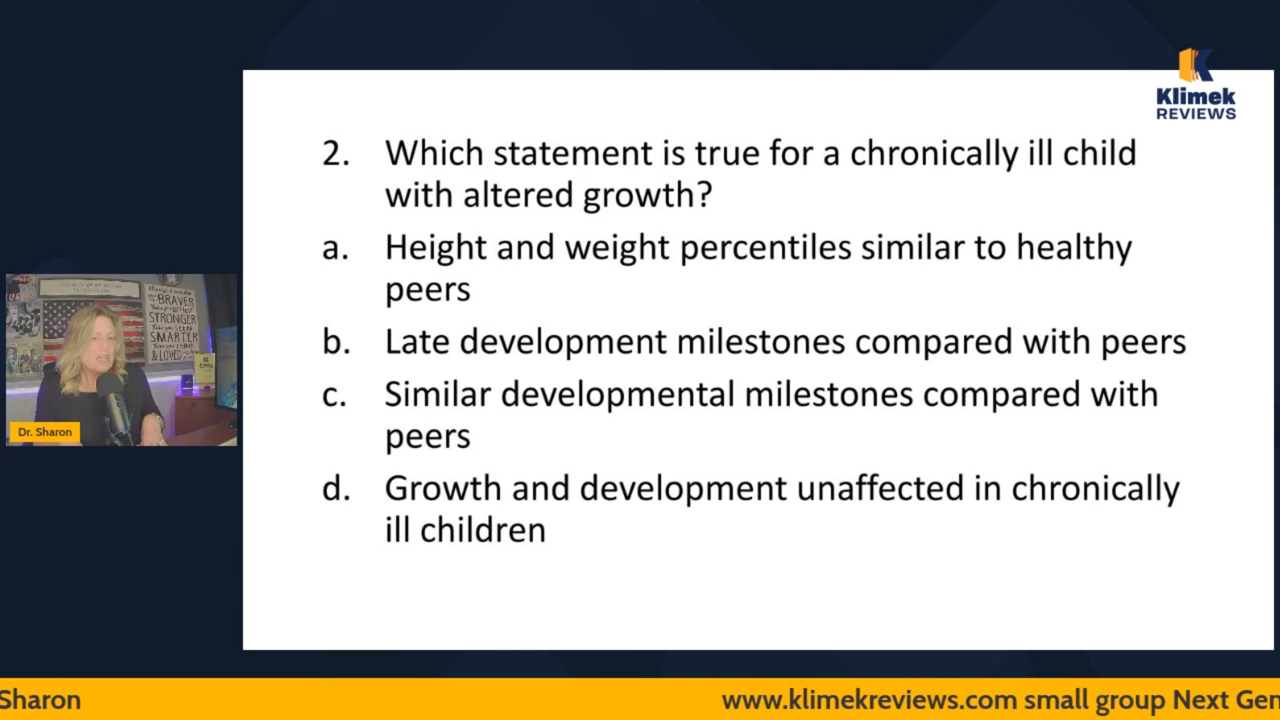 Klimek
REVIEWS
2. Which statement is true for a chronically ill child
with altered growth?
a. Height and weight percentiles similar to healthy
peers
b. Late development milestones compared with peers
c. Similar developmental milestones compared with
peers
d. Growth and development unaffected in chronically
ill children
BRAVER
STRONGER
SMARTER
& LOVED
Dr. Sharon
Sharon
www.klimekreviews.com small group Next Gen